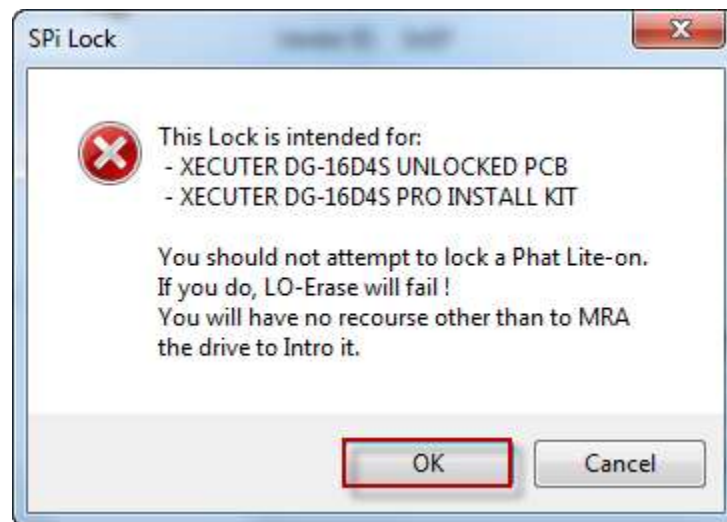 SPi Lock
This Lock is intended for:
- XECUTER DG-16D4S UNLOCKED PCB
- XECUTER DG-16D4S PRO INSTALL KIT
You should not attempt to lock a Phat Lite-on.
If you do, LO-Erase will fail !
You will have no recourse other than to MRA
the drive to Intro it.
OK
Cancel